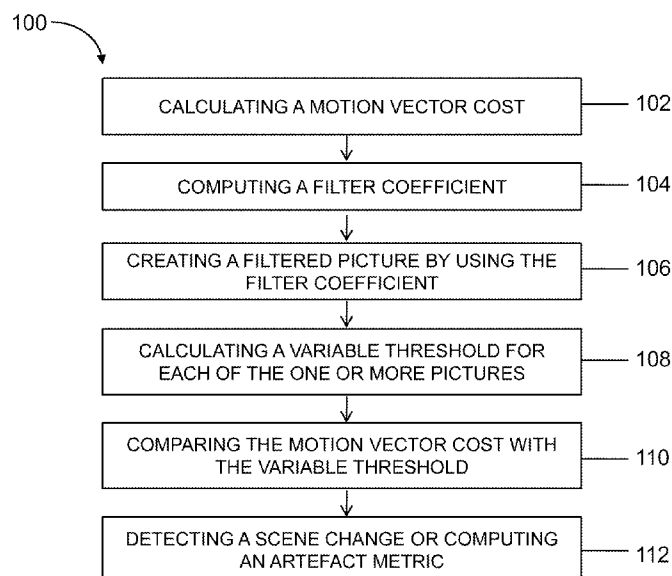 100
CALCULATING A MOTION VECTOR COST
102
COMPUTING A FILTER COEFFICIENT
104
CREATING A FILTERED PICTURE BY USING THE
FILTER COEFFICIENT
106
CALCULATING A VARIABLE THRESHOLD FOR
EACH OF THE ONE OR MORE PICTURES
108
COMPARING THE MOTION VECTOR COST WITH
THE VARIABLE THRESHOLD
110
DETECTING A SCENE CHANGE OR COMPUTING
AN ARTEFACT METRIC
112